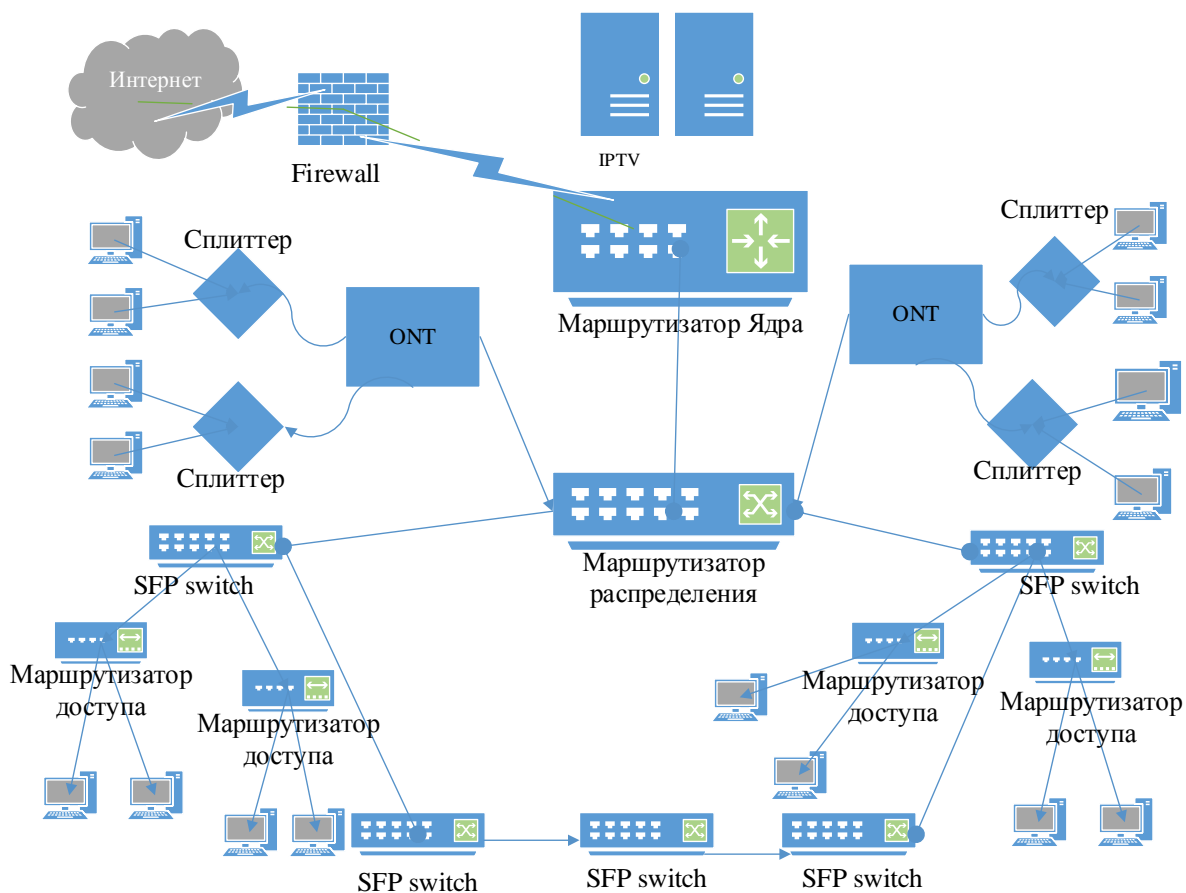 Интернет
Firewall
IPTV
Сплиттер
Сплиттер
ONT
Маршрутизатор Ядра
ONT
Сплиттер
Сплиттер
SFP switch
Маршрутизатор
распределения
SFP switch
Маршрутизатор
доступа
Маршрутизатор
доступа
Маршрутизатор
доступа
Маршрутизатор
доступа
SFP switch
SFP switch
SFP switch